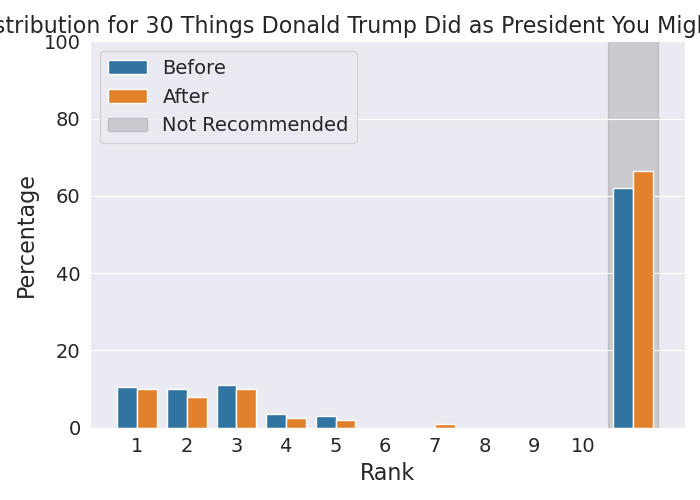 stribution for 30 Things Donald Trump Did as President You Mig
100
80
60
40
20
0
Percentage
Before
After
Not Recommended
1 2 3 4 5 6 7 8 9 10
Rank